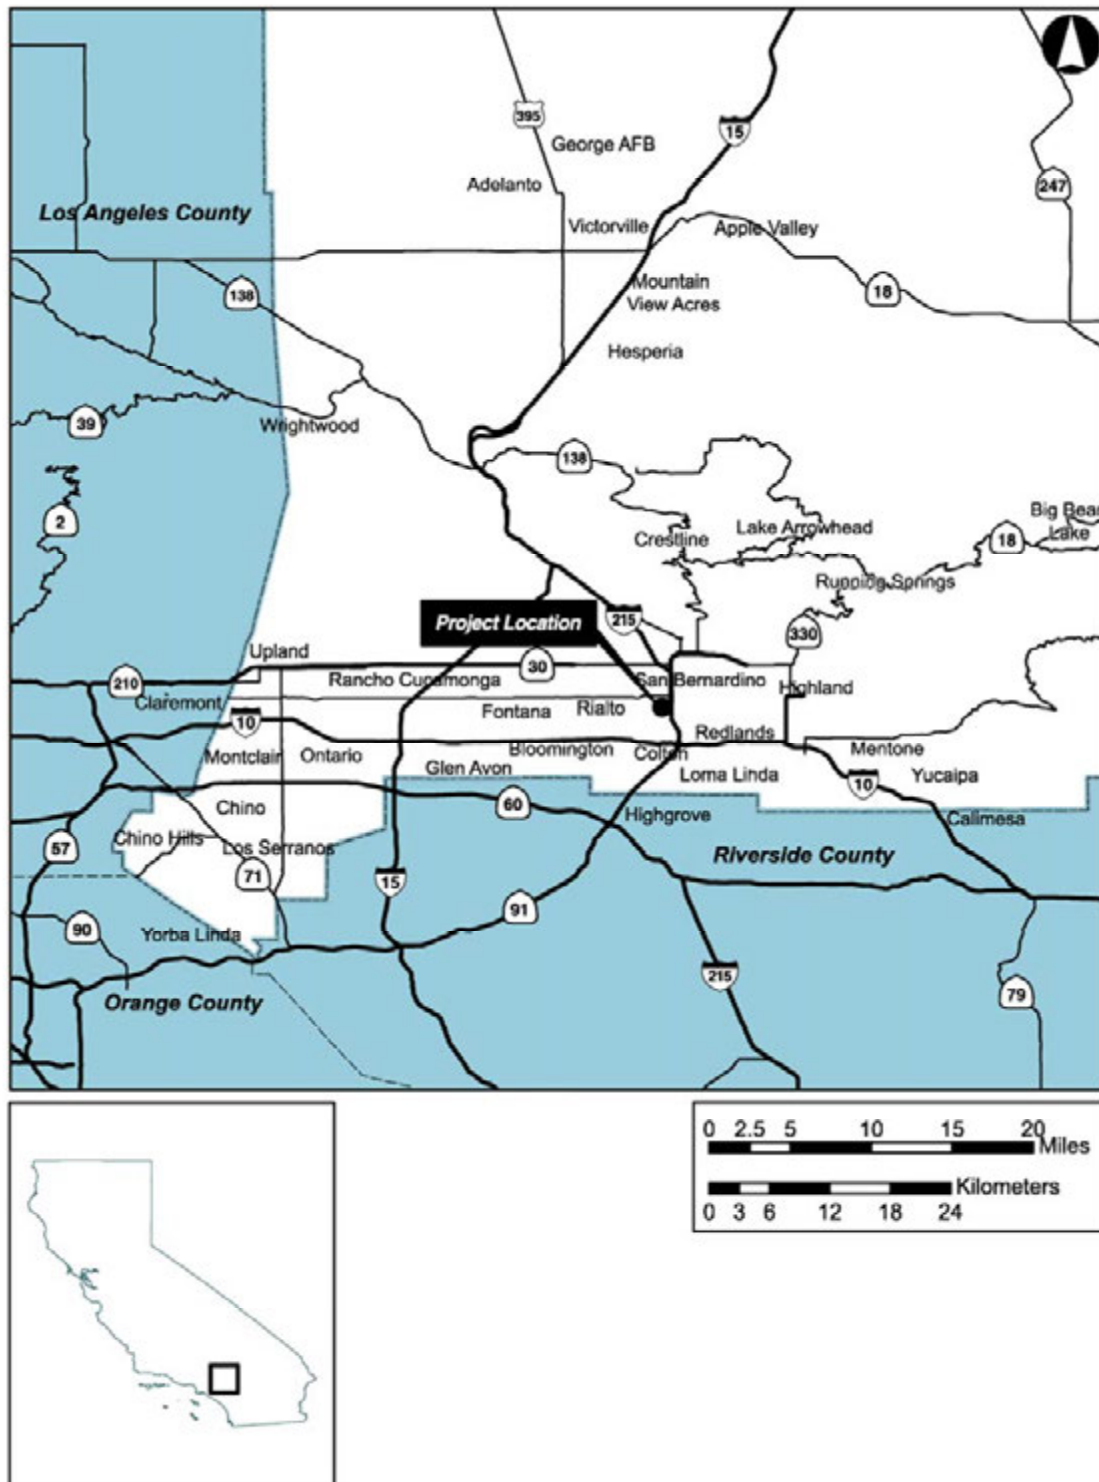 395
George AFB
15
Adelanto
247
Los Angeles County
Victorville
Apple Valley
Mountain
View Acres
138
18
Hesperia
39
Wrightwood
138
2
Big Bear
Lake
Lake Arrowhead
Crestline
18
Running Springs
Project Location
215
330
Upland
30
210
Rancho Cucamonga
San Bernardino
Highland
Claremont
Fontana
Rialto
10
Redlands
Montclair
Ontario
Bloomington
Colton
Mentone
Glen Avon
Loma Linda
10
Yucaipa
Chino
60
Highgrove
Calimesa
Chino Hills
57
Los Serranos
Riverside County
71
15
91
90
Yorba Linda
215
Orange County
79
0 2.5 5 10 15 20
Miles
Kilometers
0 3 6 12 18 24